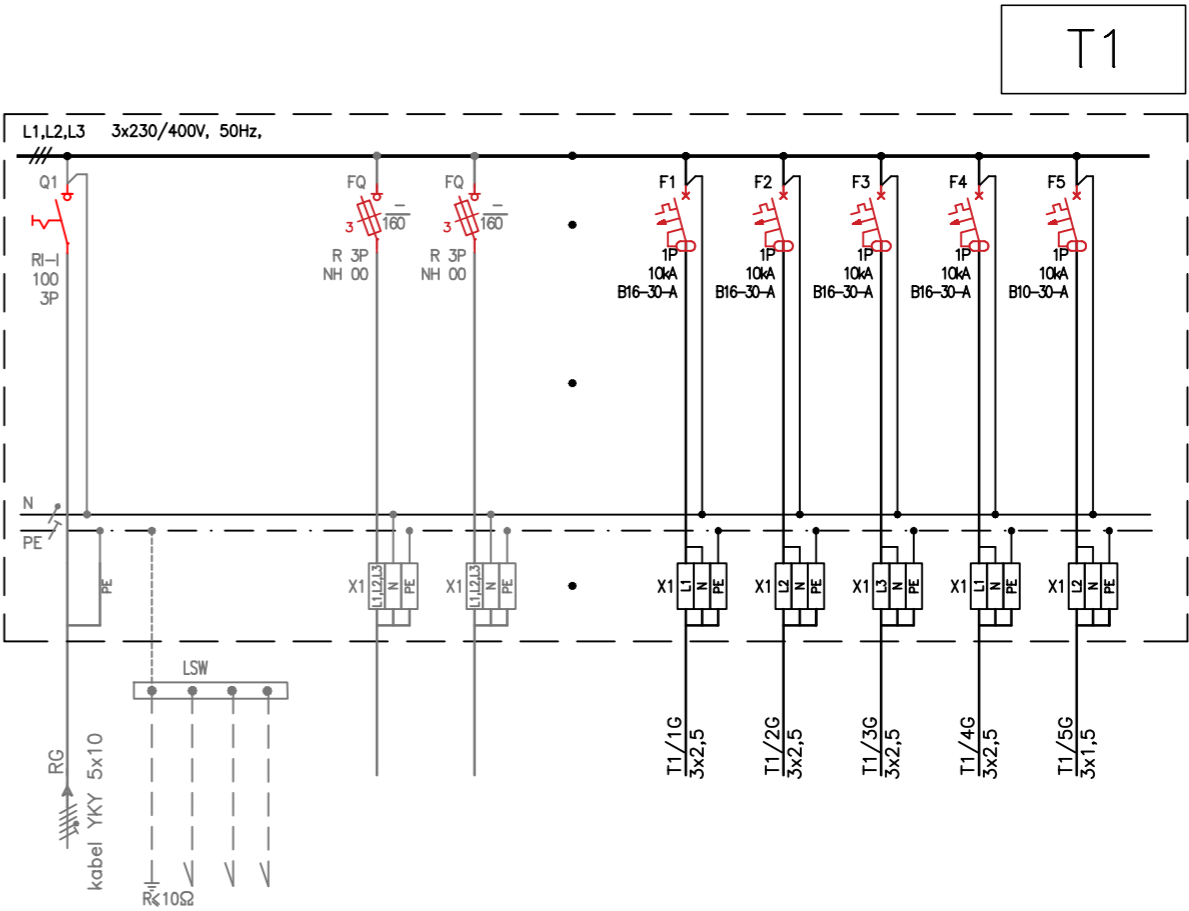 T1
L1,L2,L3 3x230/400V, 50Hz,
Q1
FQ
FQ
F1
F2
F3
F4
F5
3
–
160
3
–
160
RI-I
100
3P
R 3P
NH 00
R 3P
NH 00
1P
10kA
B16-30-A
1P
10kA
B16-30-A
1P
10kA
B16-30-A
1P
10kA
B16-30-A
1P
10kA
B10-30-A
N
PE
PE
X1 L1,L2,L3 N PE
X1 L1,L2,L3 N PE
X1 L1 N PE
X1 L2 N PE
X1 L3 N PE
X1 L1 N PE
X1 L2 N PE
LSW
RG
kabel YKY 5x10
R<10Ω
T1/1G
3x2,5
T1/2G
3x2,5
T1/3G
3x2,5
T1/4G
3x2,5
T1/5G
3x1,5